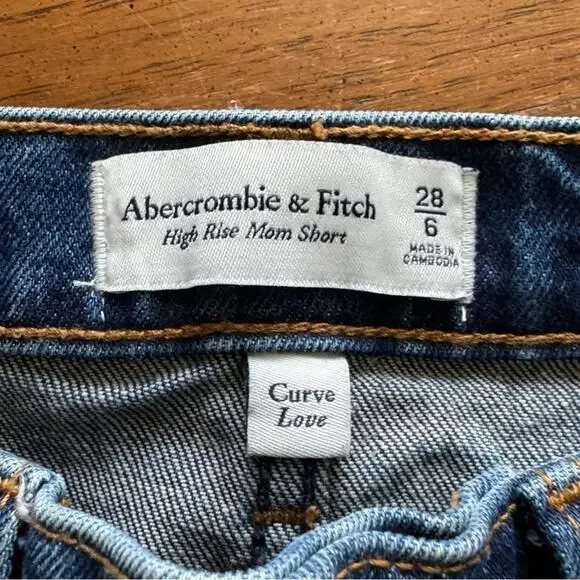 Abercrombie & Fitch
High Rise Mom Short
28
6
MADE IN
CAMBODIA
Curve
Love